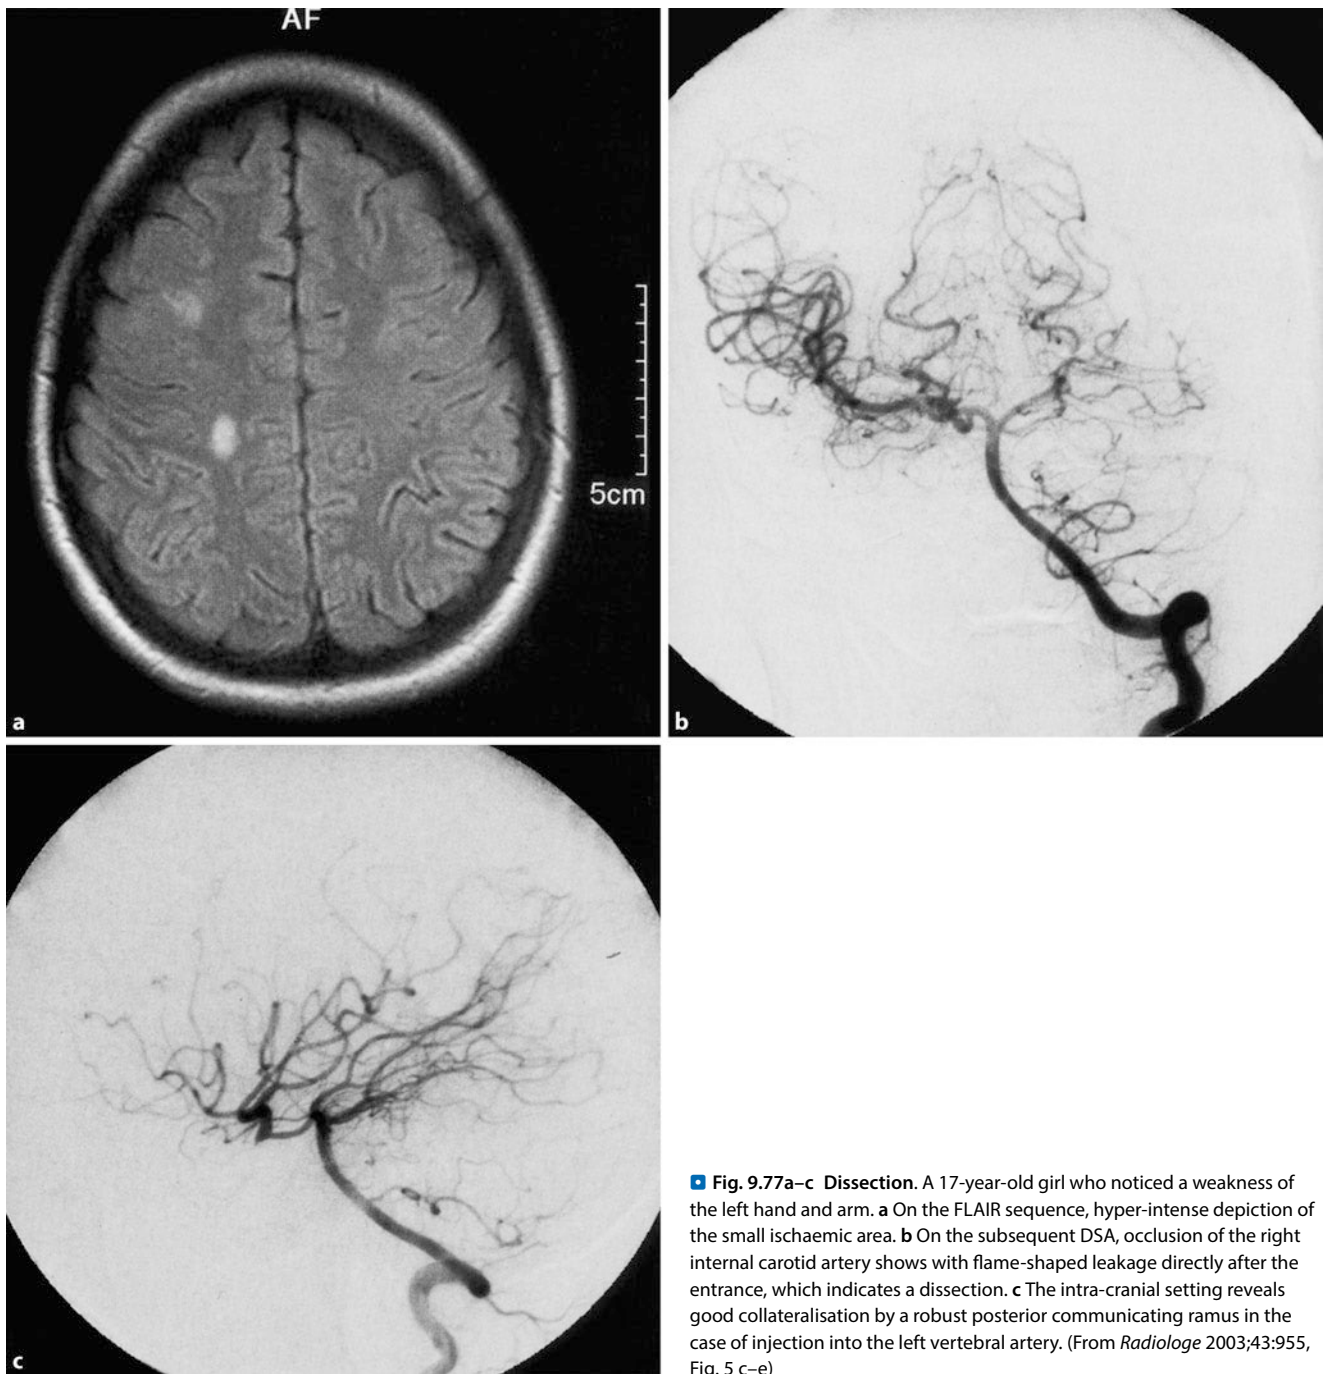 AF
5cm
a
b
c
Fig. 9.77a–c Dissection. A 17-year-old girl who noticed a weakness of
the left hand and arm. a On the FLAIR sequence, hyper-intense depiction of
the small ischaemic area. b On the subsequent DSA, occlusion of the right
internal carotid artery shows with flame-shaped leakage directly after the
entrance, which indicates a dissection. c The intra-cranial setting reveals
good collateralisation by a robust posterior communicating ramus in the
case of injection into the left vertebral artery. (From Radiologe 2003;43:955,
Fig. 5 c–e)